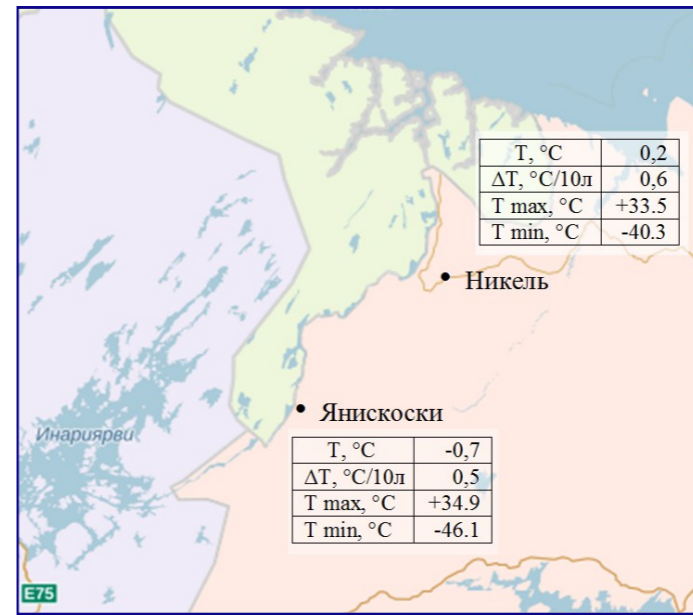 T, °C 0,2
ΔT, °C/10л 0,6
T max, °C +33.5
T min, °C -40.3
Никель
Янискоски
Инариярви
T, °C -0,7
ΔT, °C/10л 0,5
T max, °C +34.9
T min, °C -46.1
E75